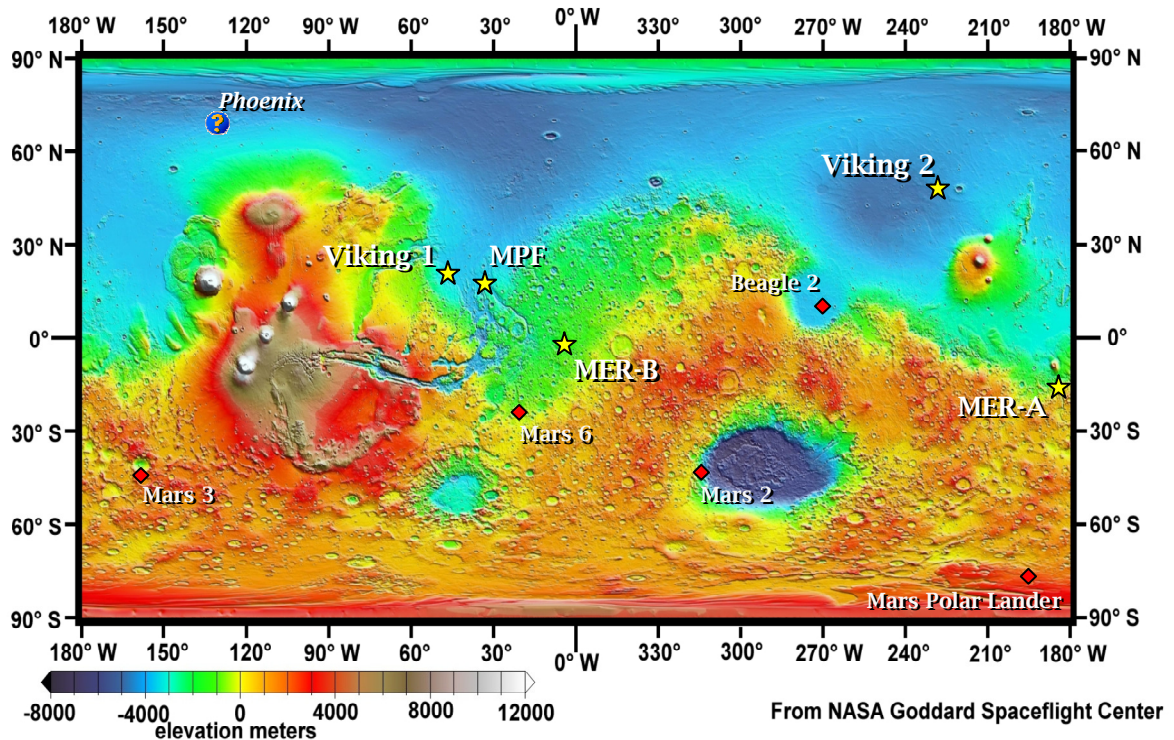 180° W 150° W 120° W 90° W 60° W 30° W 0° W 330° 300° W 270° W 240° W 210° W 180° W
90° N 90° N
Phoenix
?
60° N 60° N
Viking 2
30° N 30° N
Viking 1 MPF
Beagle 2
0° 0°
MER-B
MER-A
30° S 30° S
Mars 6
Mars 3 Mars 2
60° S 60° S
Mars Polar Lander
90° S 90° S
180° W 150° W 120° W 90° W 60° W 30° W 0° W 330° 300° W 270° W 240° W 210° W 180° W
-8000 -4000 0 4000 8000 12000
elevation meters
From NASA Goddard Spaceflight Center